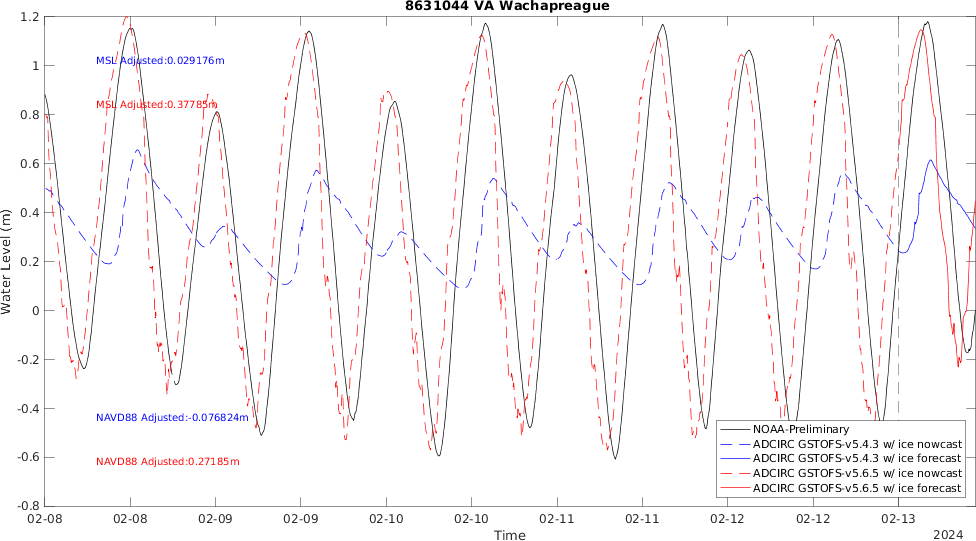 8631044 VA Wachapreague
1.2
1
0.8
0.6
0.4
0.2
0
-0.2
-0.4
-0.6
-0.8
Water Level (m)
MSL Adjusted:0.029176m
MSL Adjusted:0.37785m
NAVD88 Adjusted:-0.076824m
NAVD88 Adjusted:0.27185m
NOAA-Preliminary
ADCIRC GSTOFS-v5.4.3 w/ ice nowcast
ADCIRC GSTOFS-v5.4.3 w/ ice forecast
ADCIRC GSTOFS-v5.6.5 w/ ice nowcast
ADCIRC GSTOFS-v5.6.5 w/ ice forecast
02-08 02-08 02-09 02-09 02-10 02-10 02-11 02-11 02-12 02-12 02-13
Time
2024